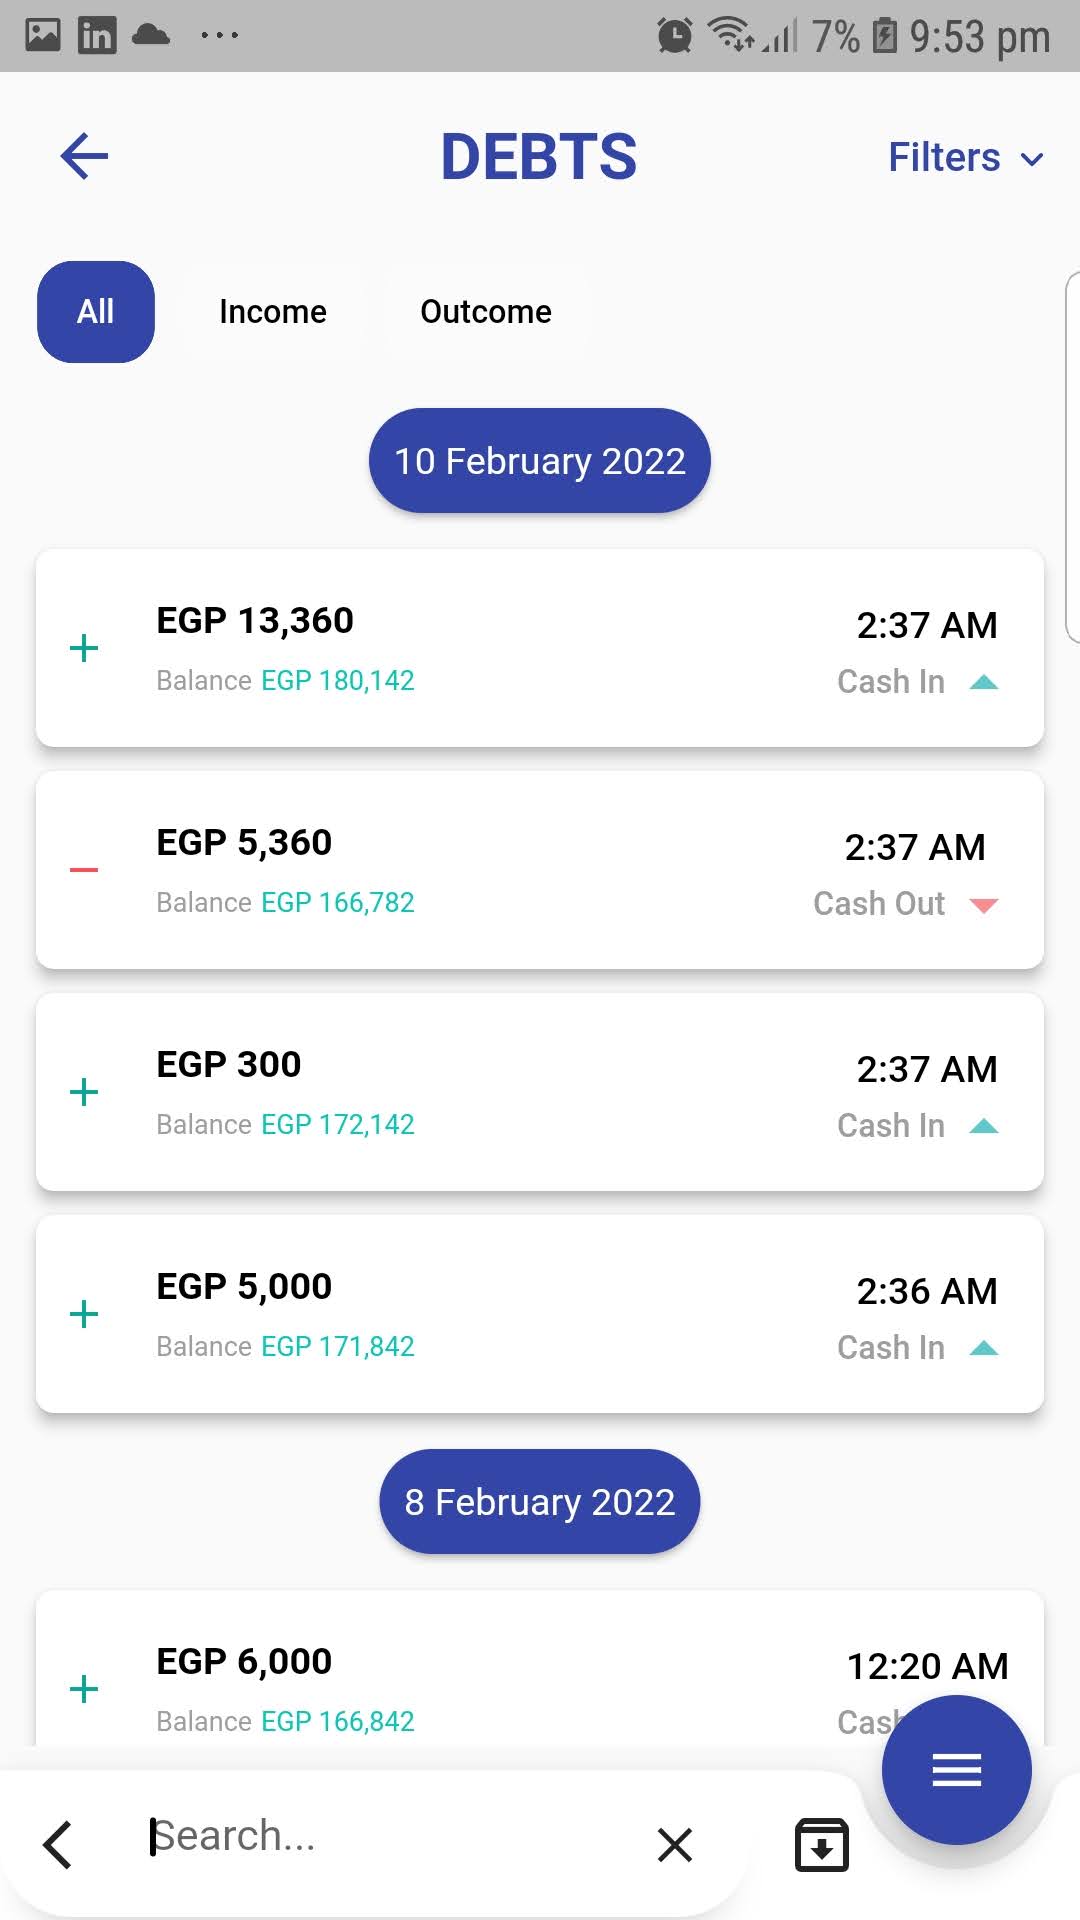 7% 9:53 pm
DEBTS Filters
All Income Outcome
10 February 2022
EGP 13,360 2:37 AM
Balance EGP 180,142 Cash In
EGP 5,360 2:37 AM
Balance EGP 166,782 Cash Out
EGP 300 2:37 AM
Balance EGP 172,142 Cash In
EGP 5,000 2:36 AM
Balance EGP 171,842 Cash In
8 February 2022
EGP 6,000 12:20 AM
Balance EGP 166,842 Cash
Search...